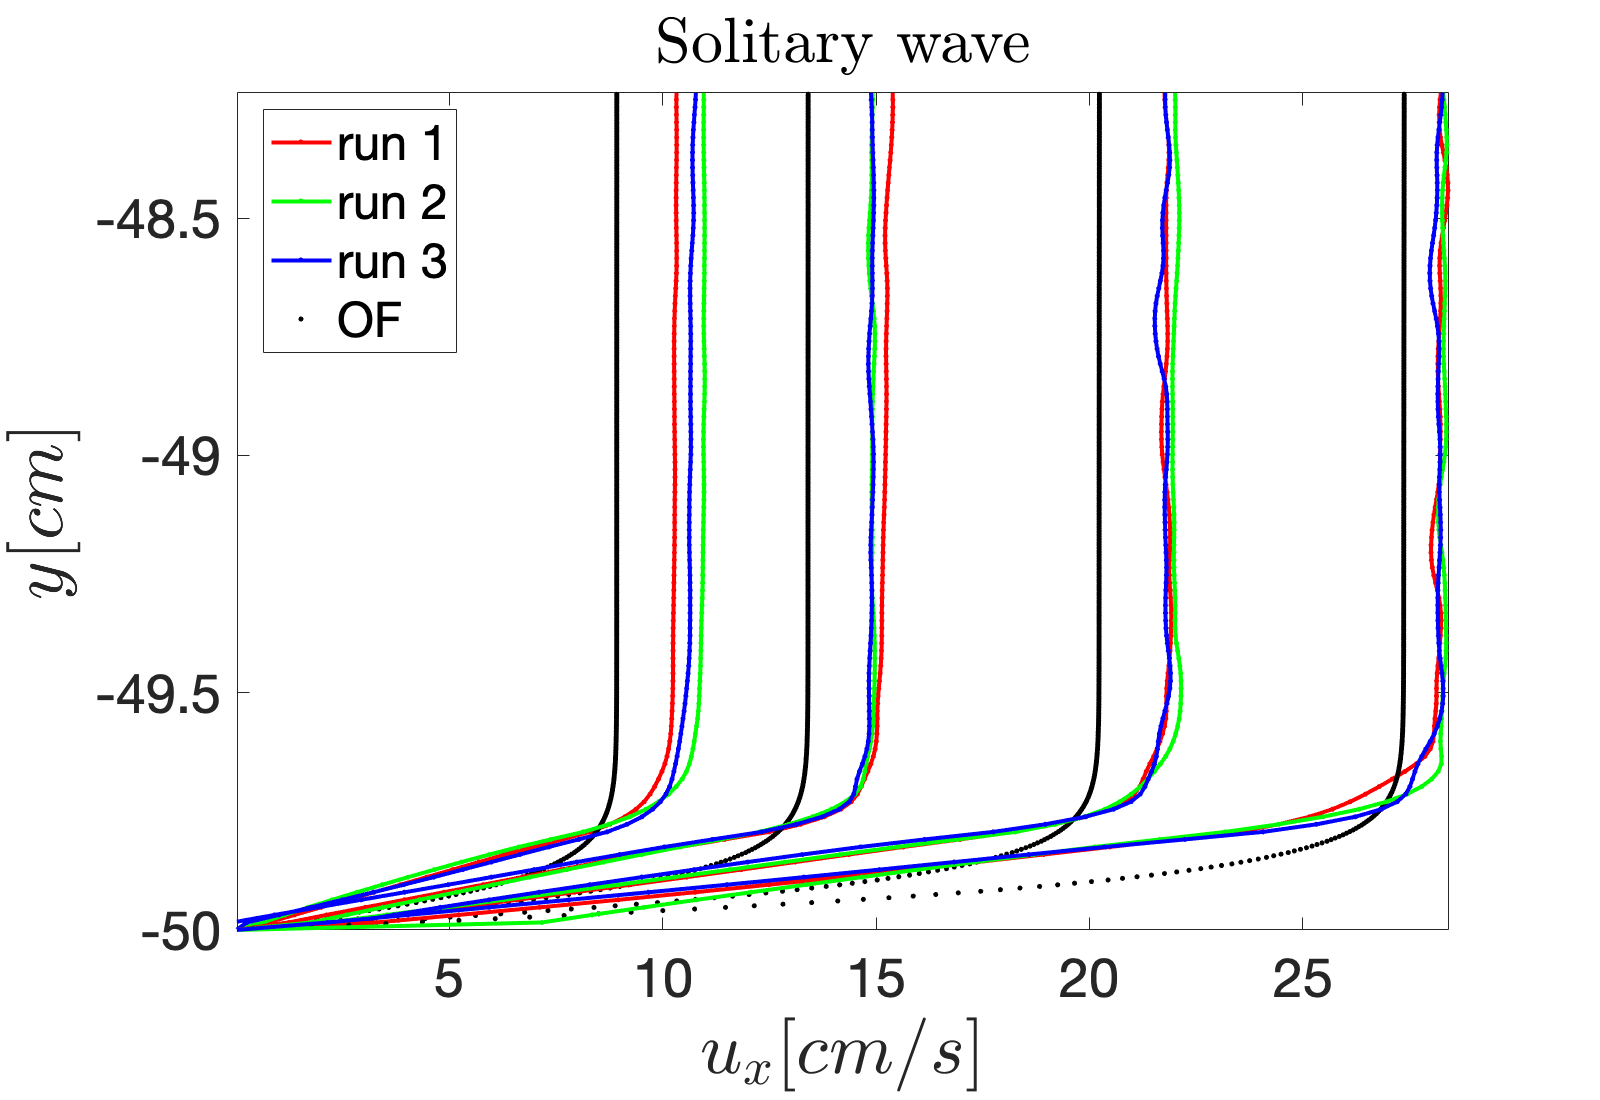 Solitary wave
run 1
run 2
run 3
OF
-48.5
-49
-49.5
-50
y[cm]
5 10 15 20 25
u_x[cm/s]